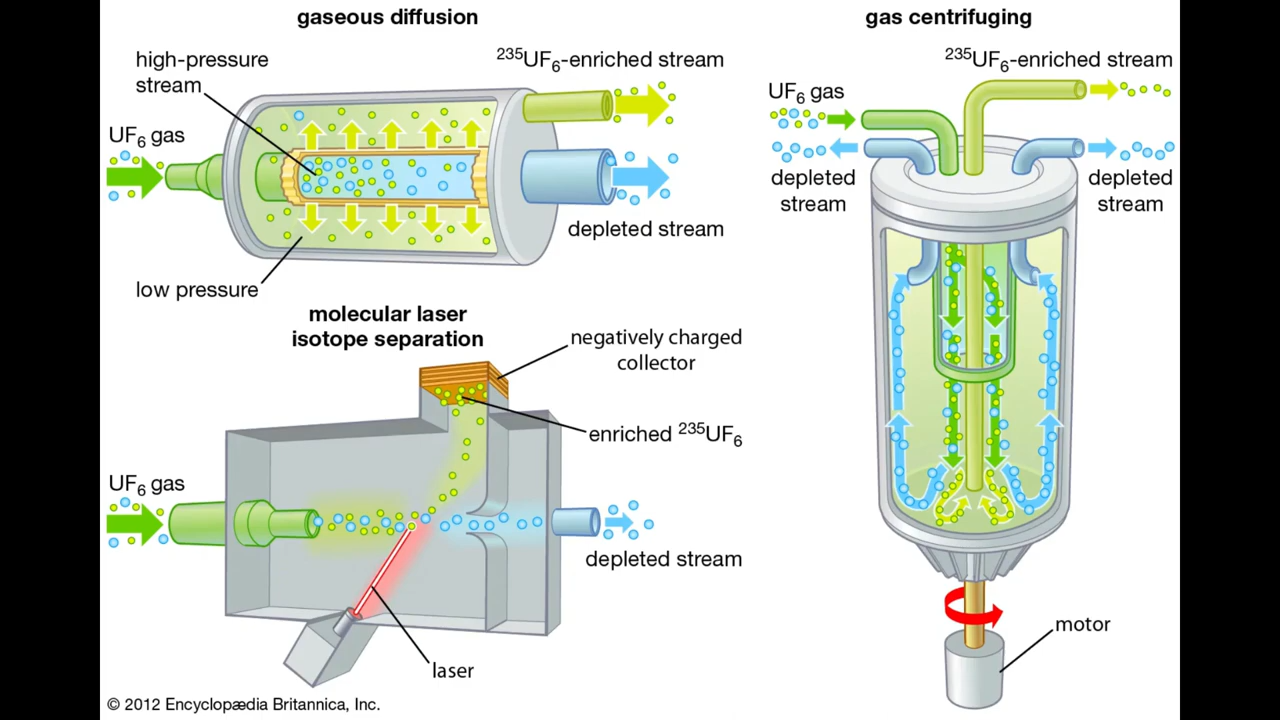 gaseous diffusion
high-pressure
stream
²³⁵UF₆-enriched stream
UF₆ gas
depleted stream
low pressure
molecular laser
isotope separation
negatively charged
collector
enriched ²³⁵UF₆
UF₆ gas
depleted stream
laser
gas centrifuging
²³⁵UF₆-enriched stream
UF₆ gas
depleted
stream
depleted
stream
motor
© 2012 Encyclopædia Britannica, Inc.